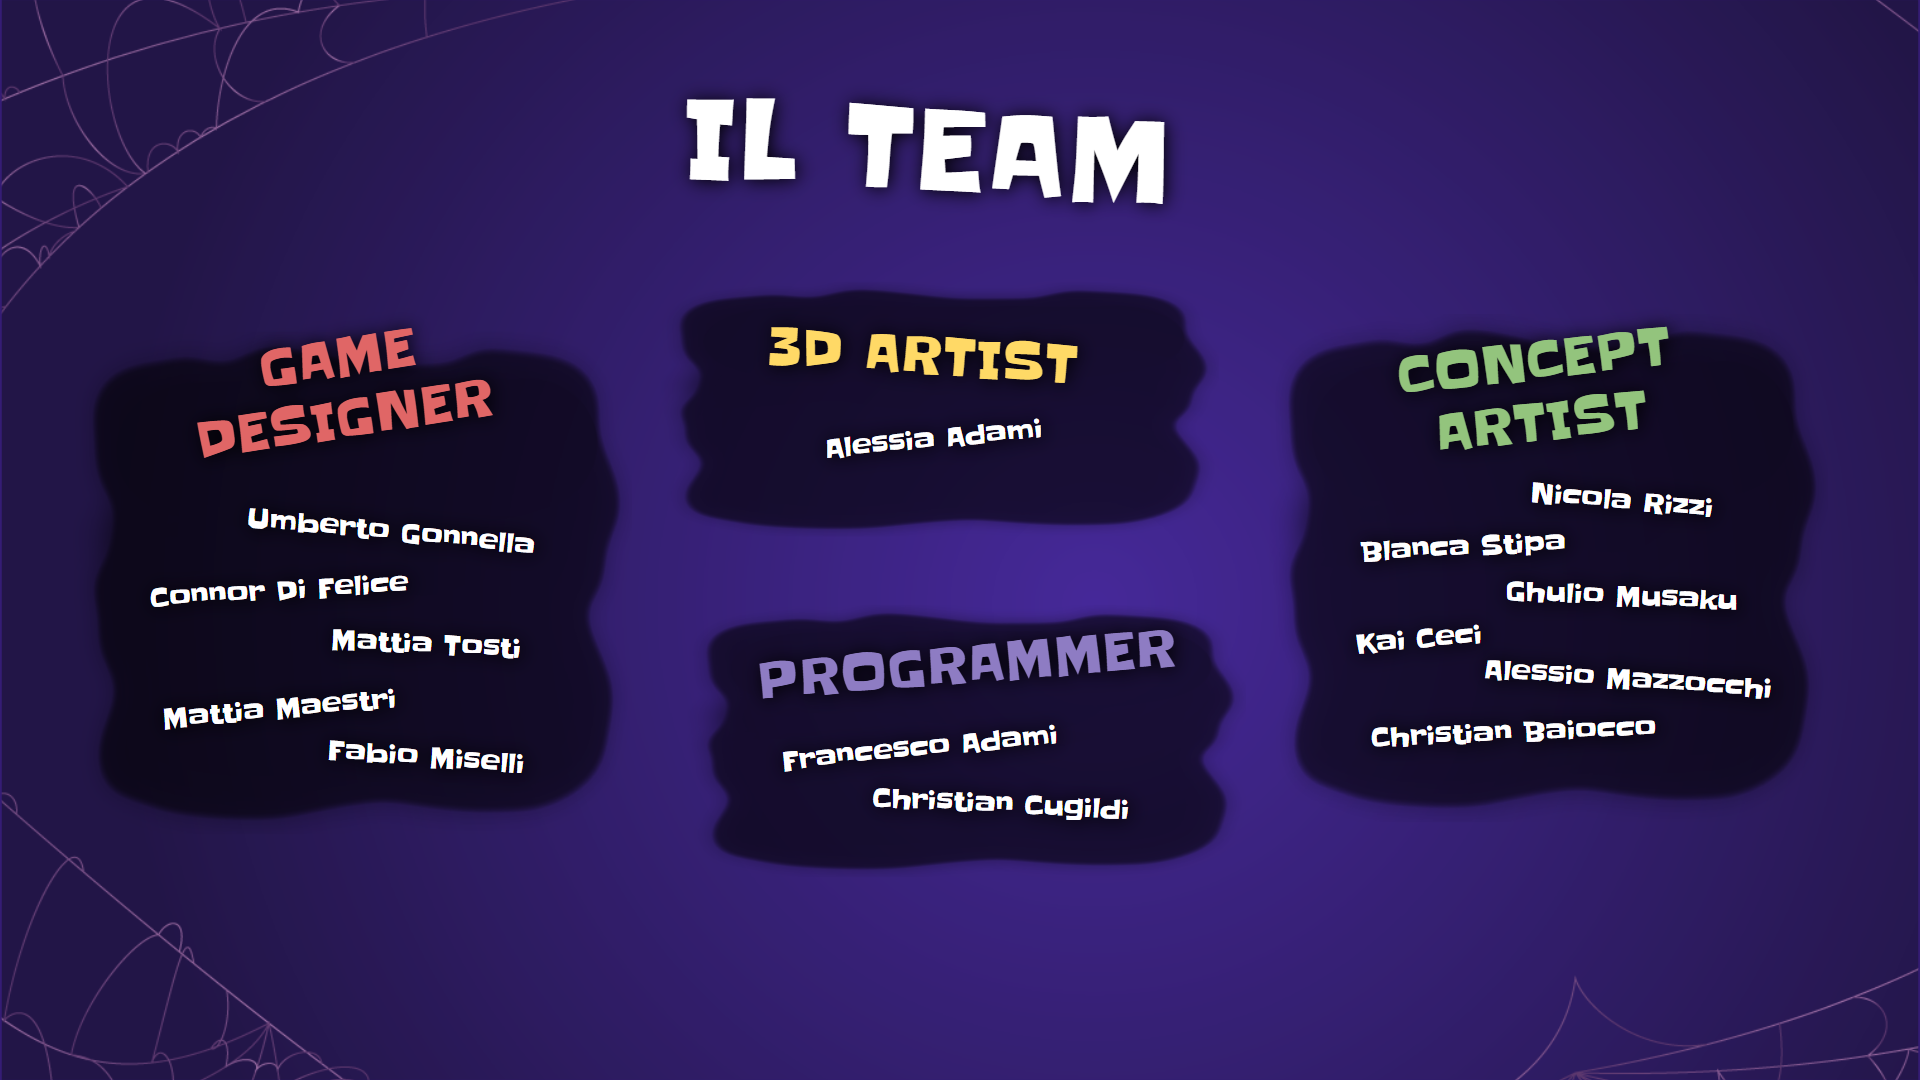 IL TEAM
GAME
DESIGNER
Umberto Gonnella
Connor Di Felice
Mattia Tosti
Mattia Maestri
Fabio Miselli
3D ARTIST
Alessia Adami
PROGRAMMER
Francesco Adami
Christian Cugildi
CONCEPT
ARTIST
Nicola Rizzi
Blanca Stipa
Ghulio Musaku
Kai Ceci
Alessio Mazzocchi
Christian Baiocco